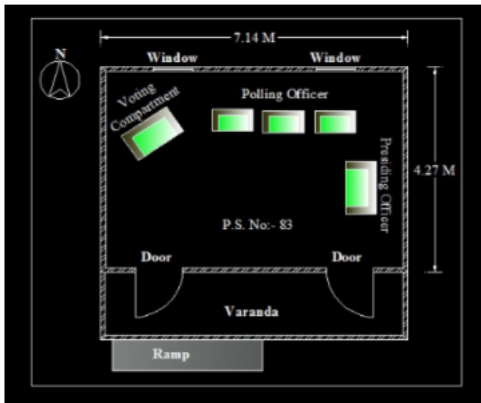 7.14 M
N
Window
Window
Voting
Compartment
Polling Officer
Presiding Officer
4.27 M
P.S. No:- 83
Door
Door
Varanda
Ramp